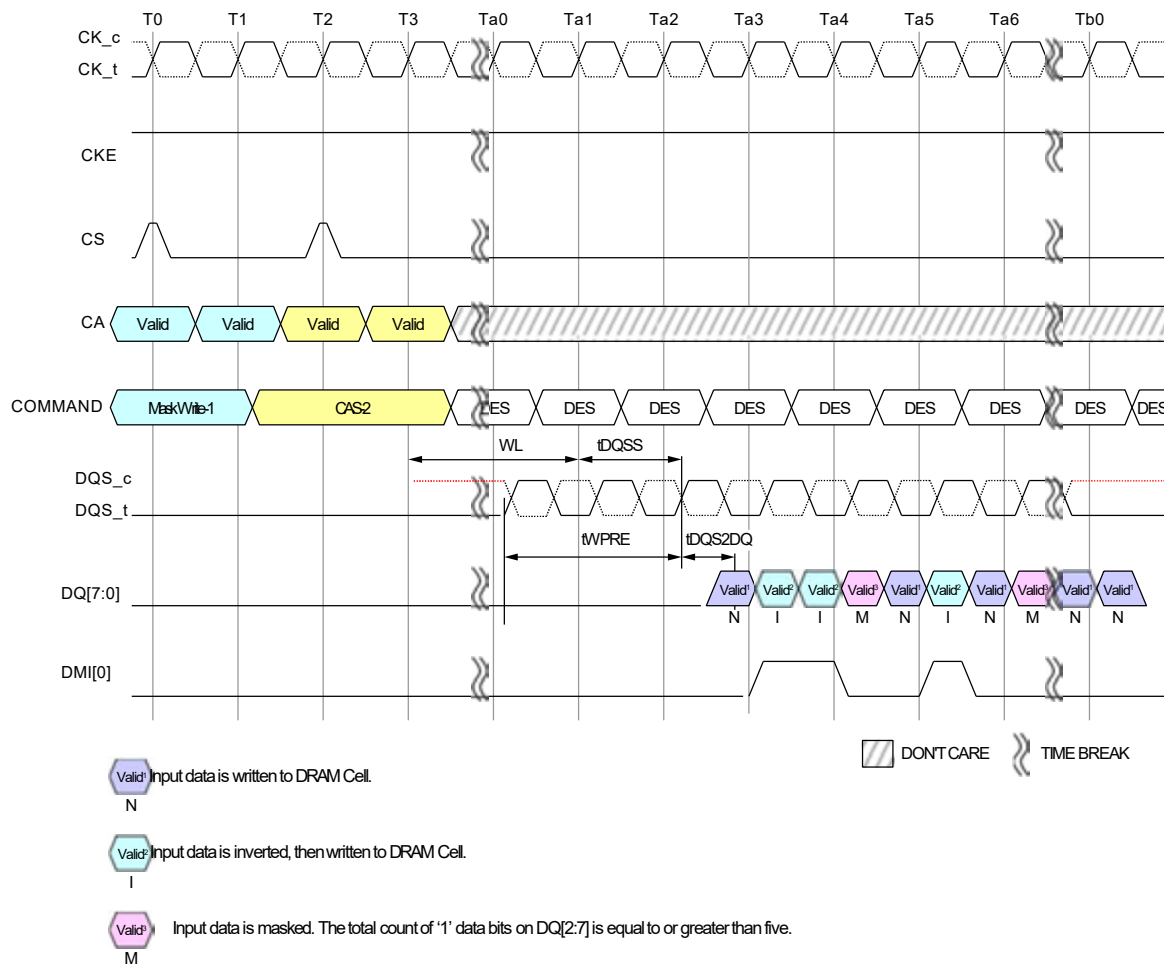 T0 T1 T2 T3 Ta0 Ta1 Ta2 Ta3 Ta4 Ta5 Ta6 Tb0
CK_c
CK_t
CKE
CS
CA Valid Valid Valid Valid
COMMAND MaskWrite-1 CAS-2 DES DES DES DES DES DES DES DES DES
WL tDQSS
DQS_c
DQS_t
tWPRE tDQS2DQ
DQ[7:0] Valid¹ Valid² Valid² Valid³ Valid¹ Valid² Valid¹ Valid³ Valid¹ Valid¹
N I I M N I N M N N
DMI[0]
DON'T CARE TIME BREAK
Valid¹ Input data is written to DRAM Cell.
N
Valid² Input data is inverted, then written to DRAM Cell.
I
Valid³ Input data is masked. The total count of ‘1’ data bits on DQ[2:7] is equal to or greater than five.
M